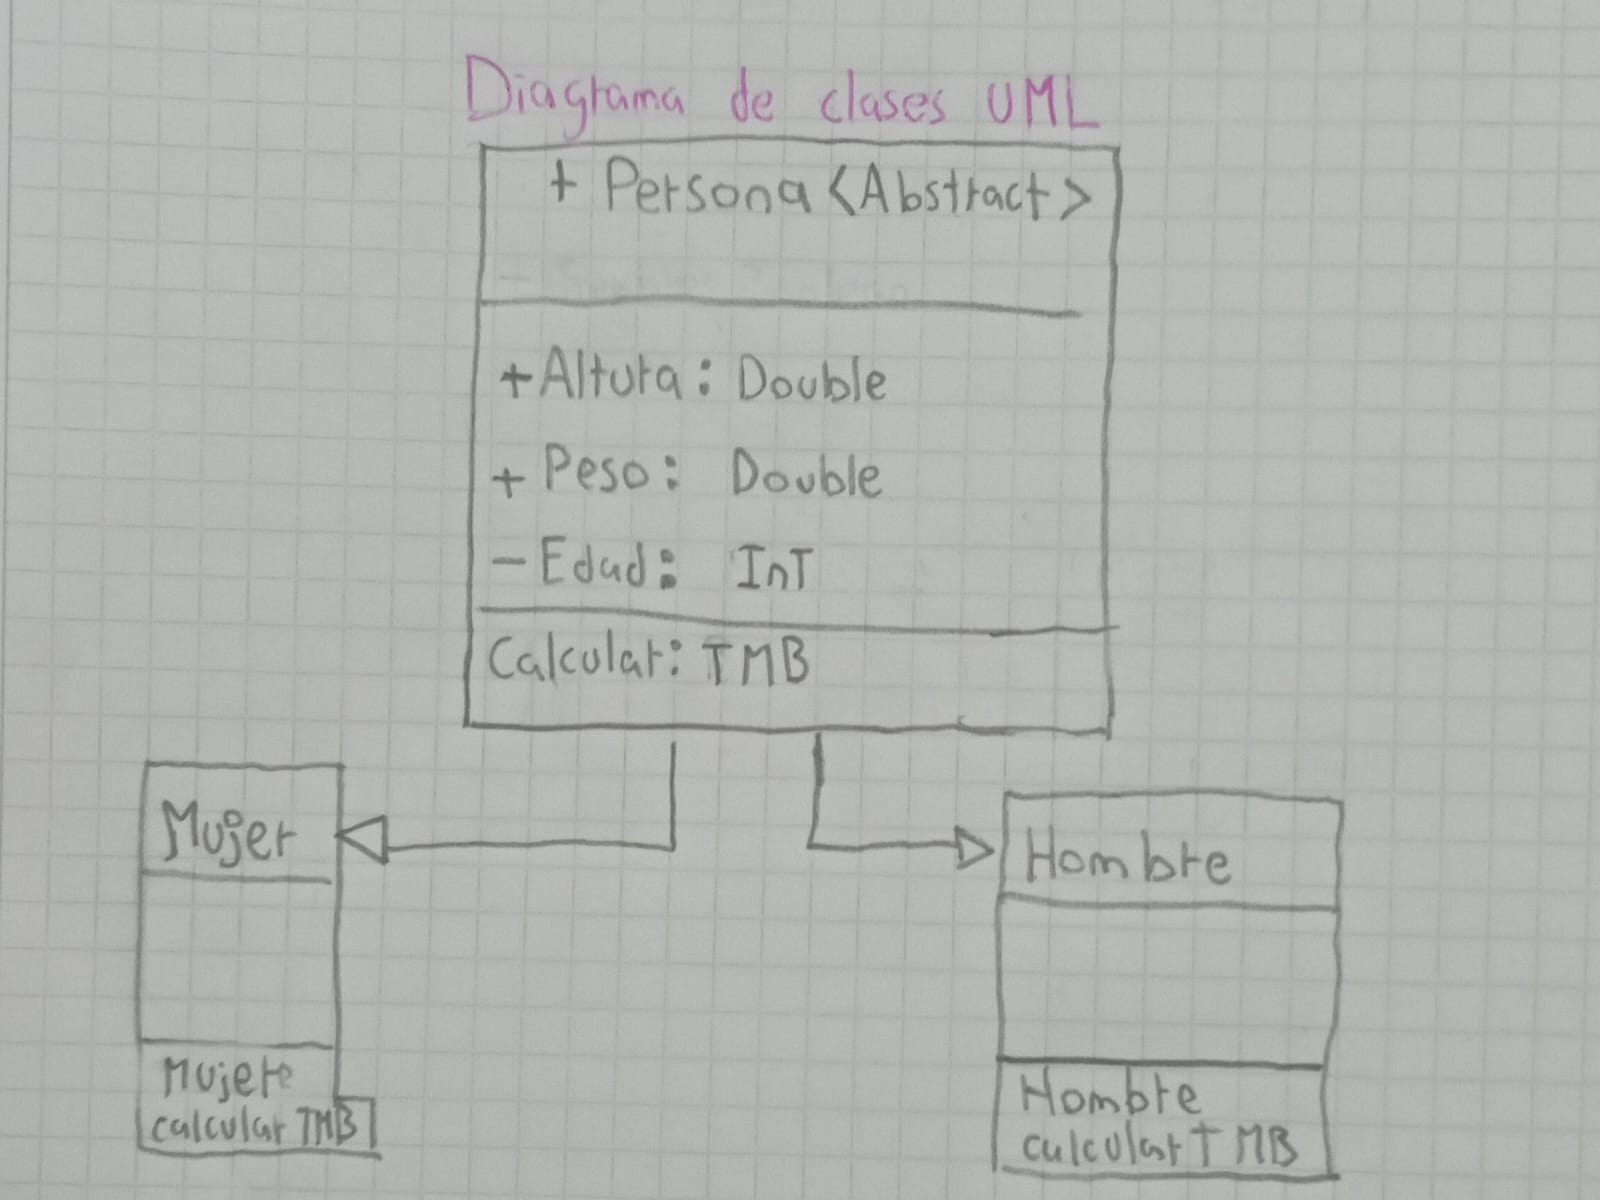 Diagrama de clases UML
+ Persona <Abstract>
+ Altura: Double
+ Peso: Double
- Edad: InT
Calcular: TMB
Mujer
Mujere
calcular TMB
Hombre
Hombre
calcular TMB